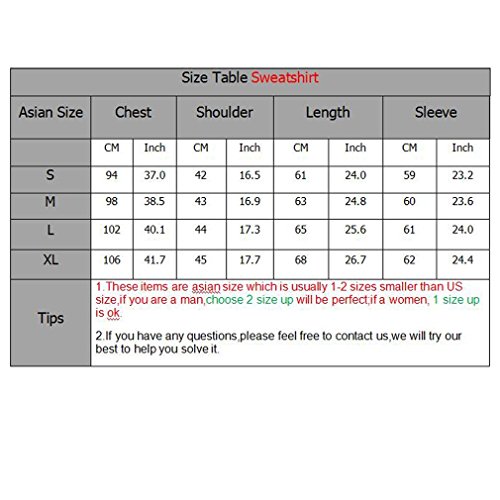 Size Table Sweatshirt
Asian Size Chest Shoulder Length Sleeve
CM Inch CM Inch CM Inch CM Inch
S 94 37.0 42 16.5 61 24.0 59 23.2
M 98 38.5 43 16.9 63 24.8 60 23.6
L 102 40.1 44 17.3 65 25.6 61 24.0
XL 106 41.7 45 17.7 68 26.7 62 24.4
Tips
1.These items are asian size which is usually 1-2 sizes smaller than US
size,if you are a man,choose 2 size up will be perfect,if a women, 1 size up
is ok.
2.If you have any questions,please feel free to contact us,we will try our
best to help you solve it.